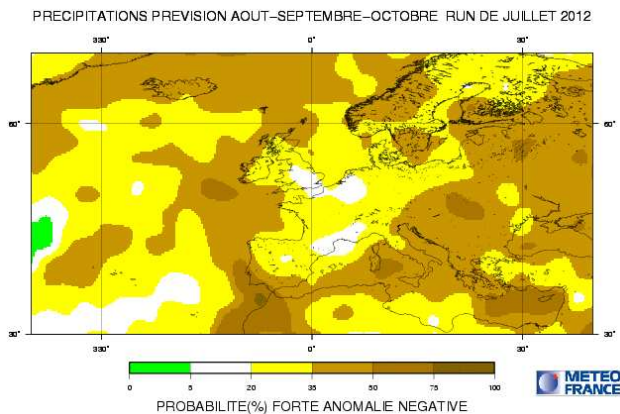 PRECIPITATIONS PREVISION AOUT–SEPTEMBRE–OCTOBRE RUN DE JUILLET 2012
330° 0° 30°
60° 60°
30° 30°
330° 0° 30°
0 5 20 35 50 75 100
PROBABILITE(%) FORTE ANOMALIE NEGATIVE
METEO
FRANCE